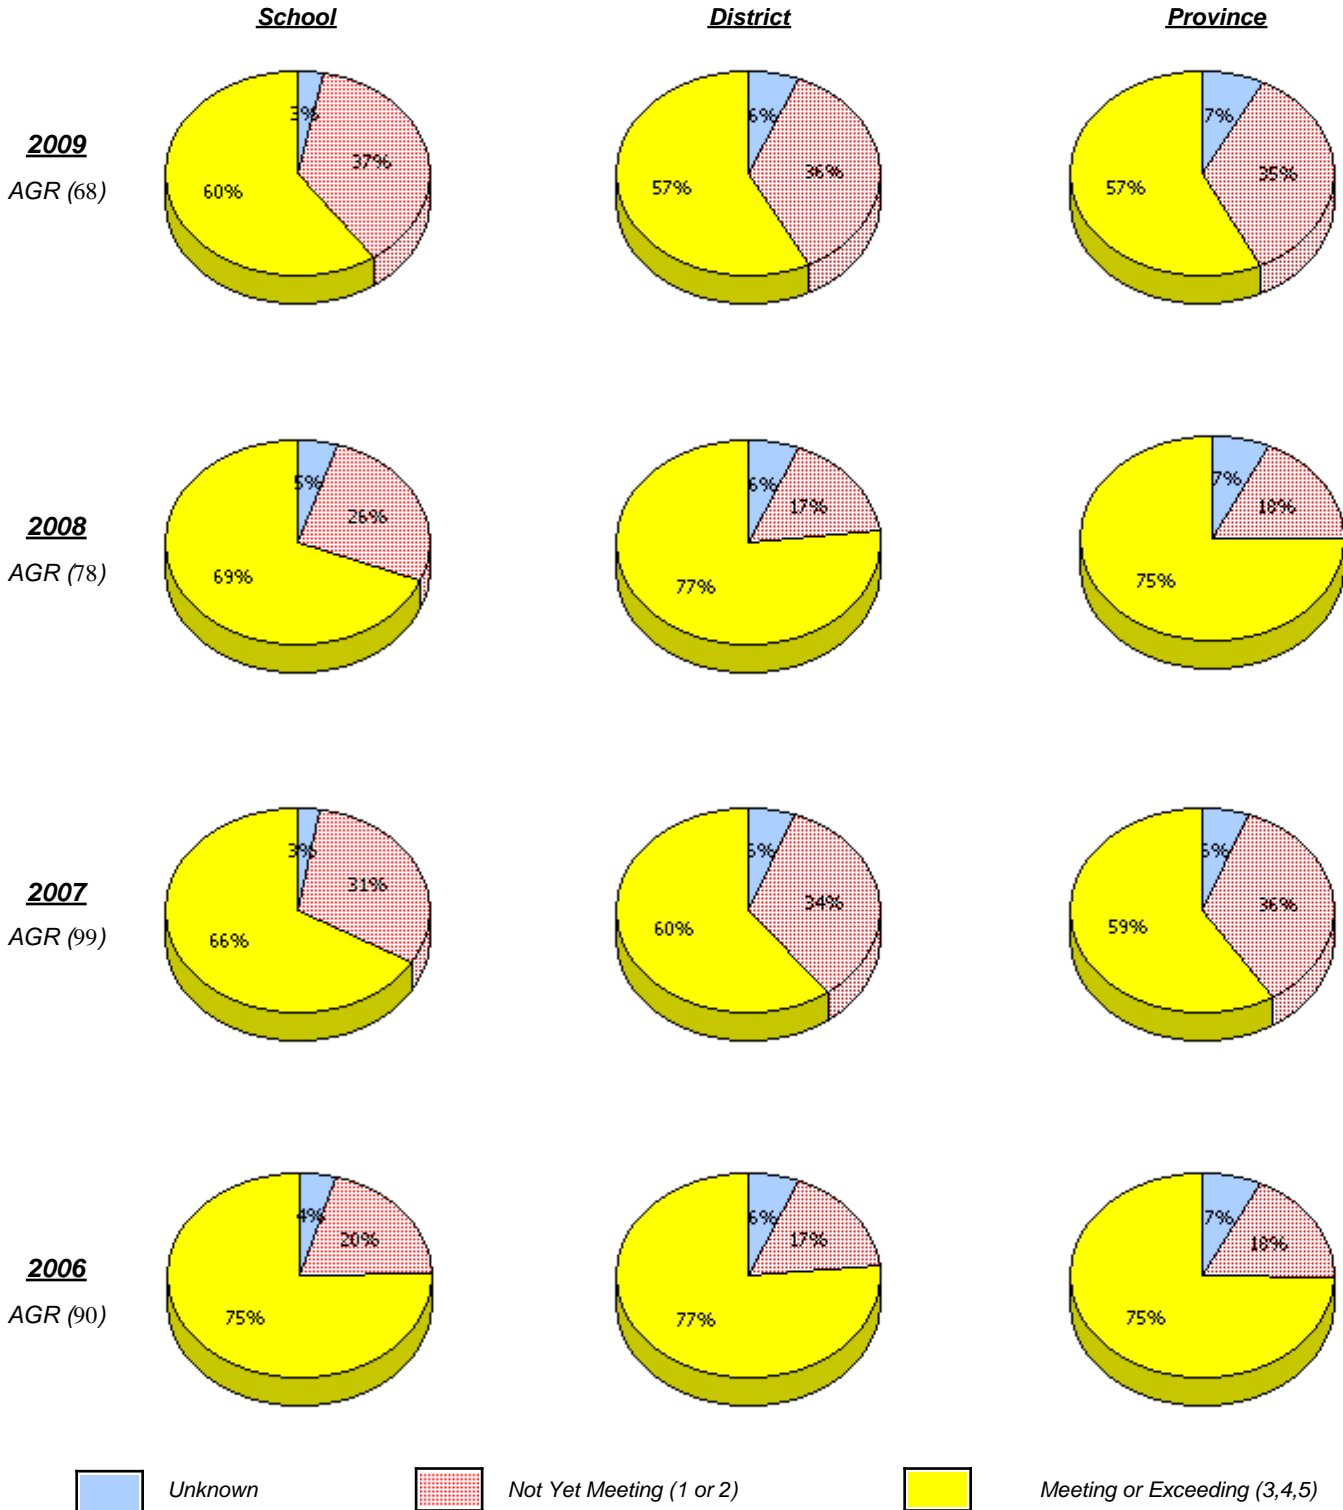 School District Province
2009
AGR (68)
3% 37% 60%
6% 36% 57%
7% 35% 57%
2008
AGR (78)
5% 26% 69%
6% 17% 77%
7% 18% 75%
2007
AGR (99)
3% 31% 66%
34% 60%
36% 59%
2006
AGR (90)
4% 20% 75%
6% 17% 77%
7% 18% 75%
Unknown Not Yet Meeting (1 or 2) Meeting or Exceeding (3,4,5)